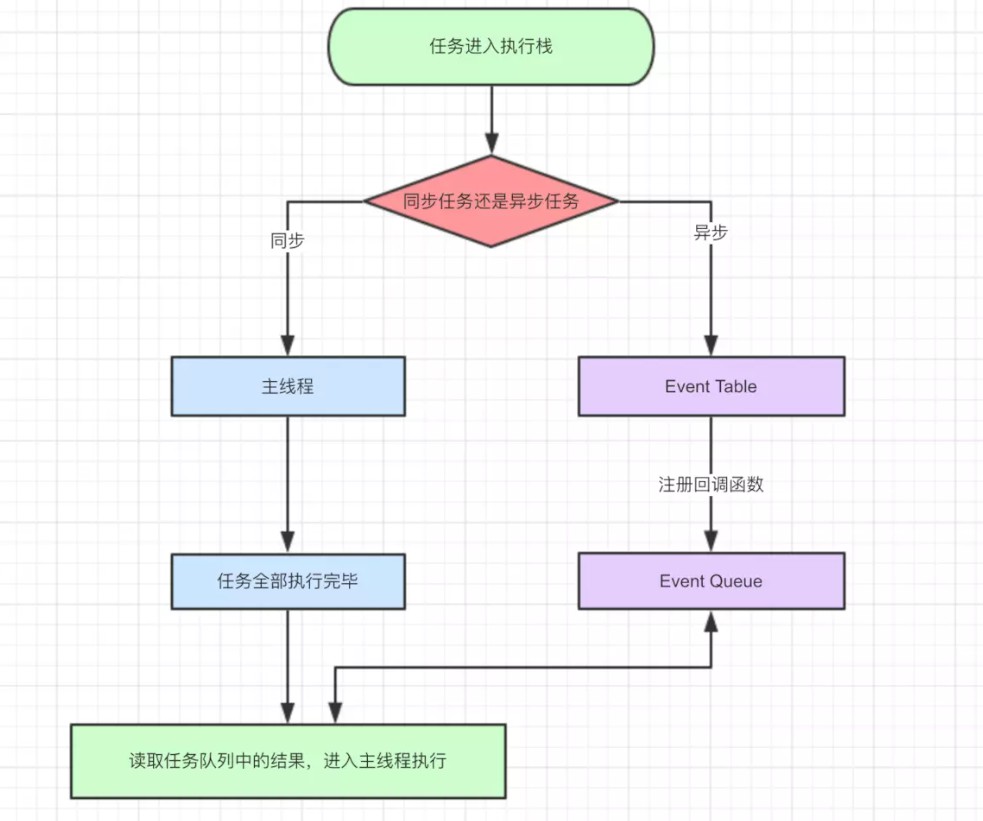 任务进入执行栈
同步任务还是异步任务
同步
异步
主线程
Event Table
注册回调函数
任务全部执行完毕
Event Queue
读取任务队列中的结果，进入主线程执行